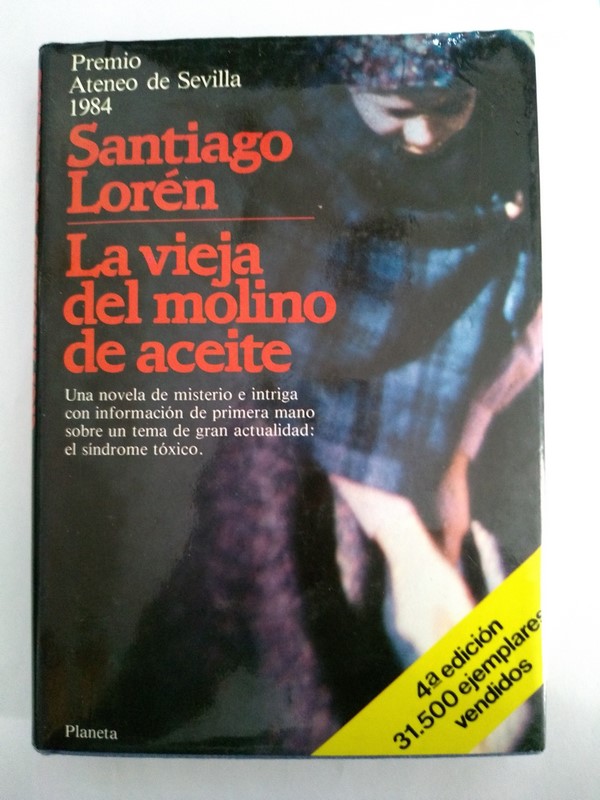 Premio
Ateneo de Sevilla
1984
Santiago
Lorén
La vieja
del molino
de aceite
Una novela de misterio e intriga
con información de primera mano
sobre un tema de gran actualidad:
el síndrome tóxico.
4ª edición
31.500 ejemplares
vendidos
Planeta